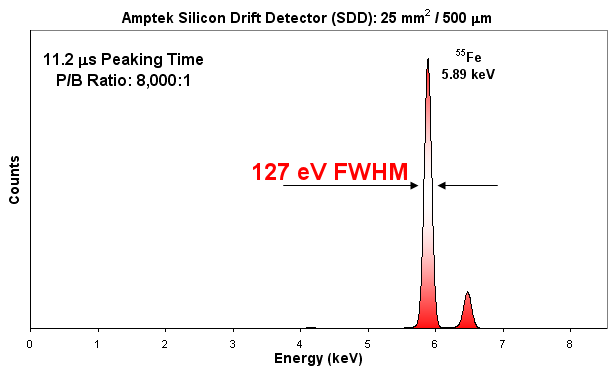 Amptek Silicon Drift Detector (SDD): 25 mm² / 500 μm
11.2 μs Peaking Time
P/B Ratio: 8,000:1
⁵⁵Fe
5.89 keV
127 eV FWHM
Counts
0 1 2 3 4 5 6 7 8
Energy (keV)